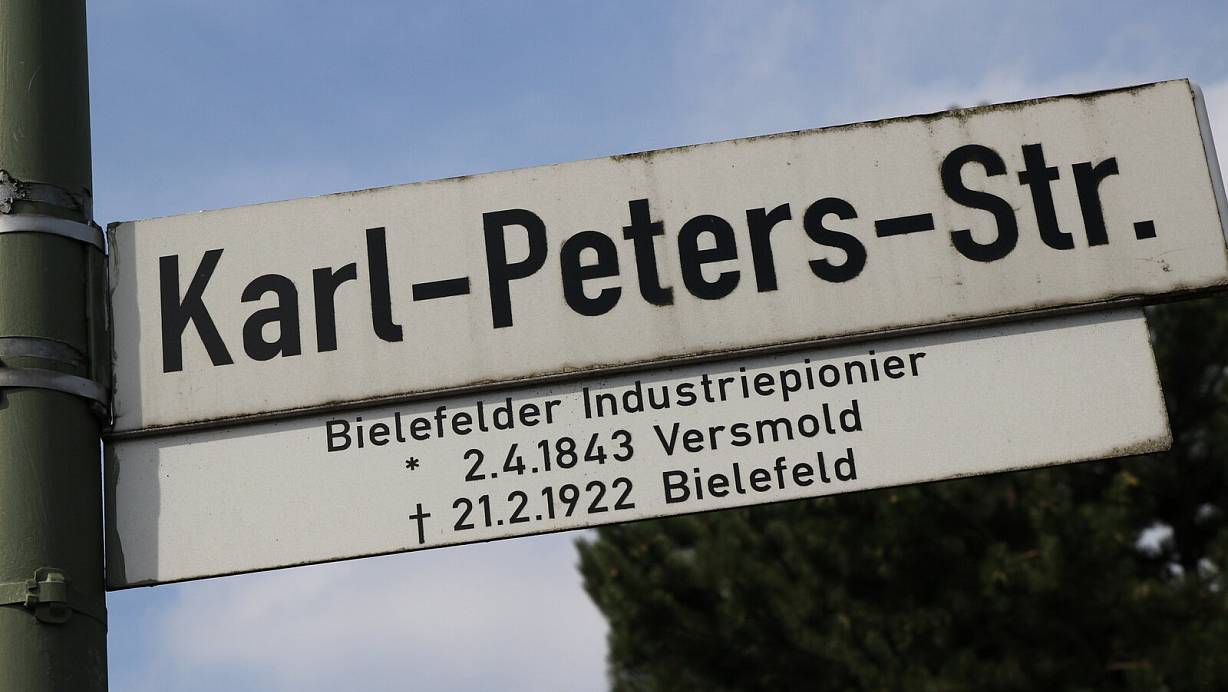 Karl-Peters-Str.
Bielefelder Industriepionier
* 2.4.1843 Versmold
† 21.2.1922 Bielefeld